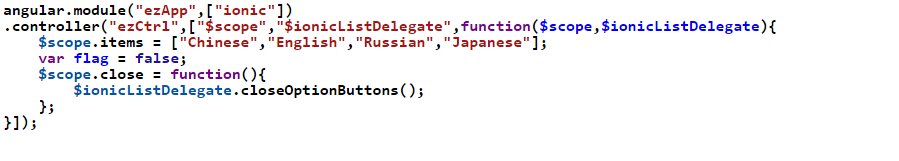 angular.module("ezApp",["ionic"])
.controller("ezCtrl",["$scope","$ionicListDelegate",function($scope,$ionicListDelegate){
    $scope.items = ["Chinese","English","Russian","Japanese"];
    var flag = false;
    $scope.close = function(){
        $ionicListDelegate.closeOptionButtons();
    };
}]);